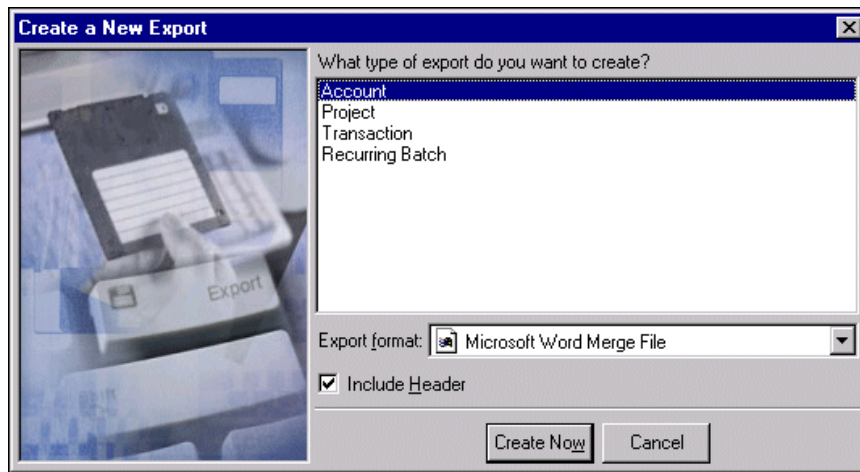 Create a New Export
What type of export do you want to create?
Account
Project
Transaction
Recurring Batch
Export
Export format:
Microsoft Word Merge File
Include Header
Create Now
Cancel